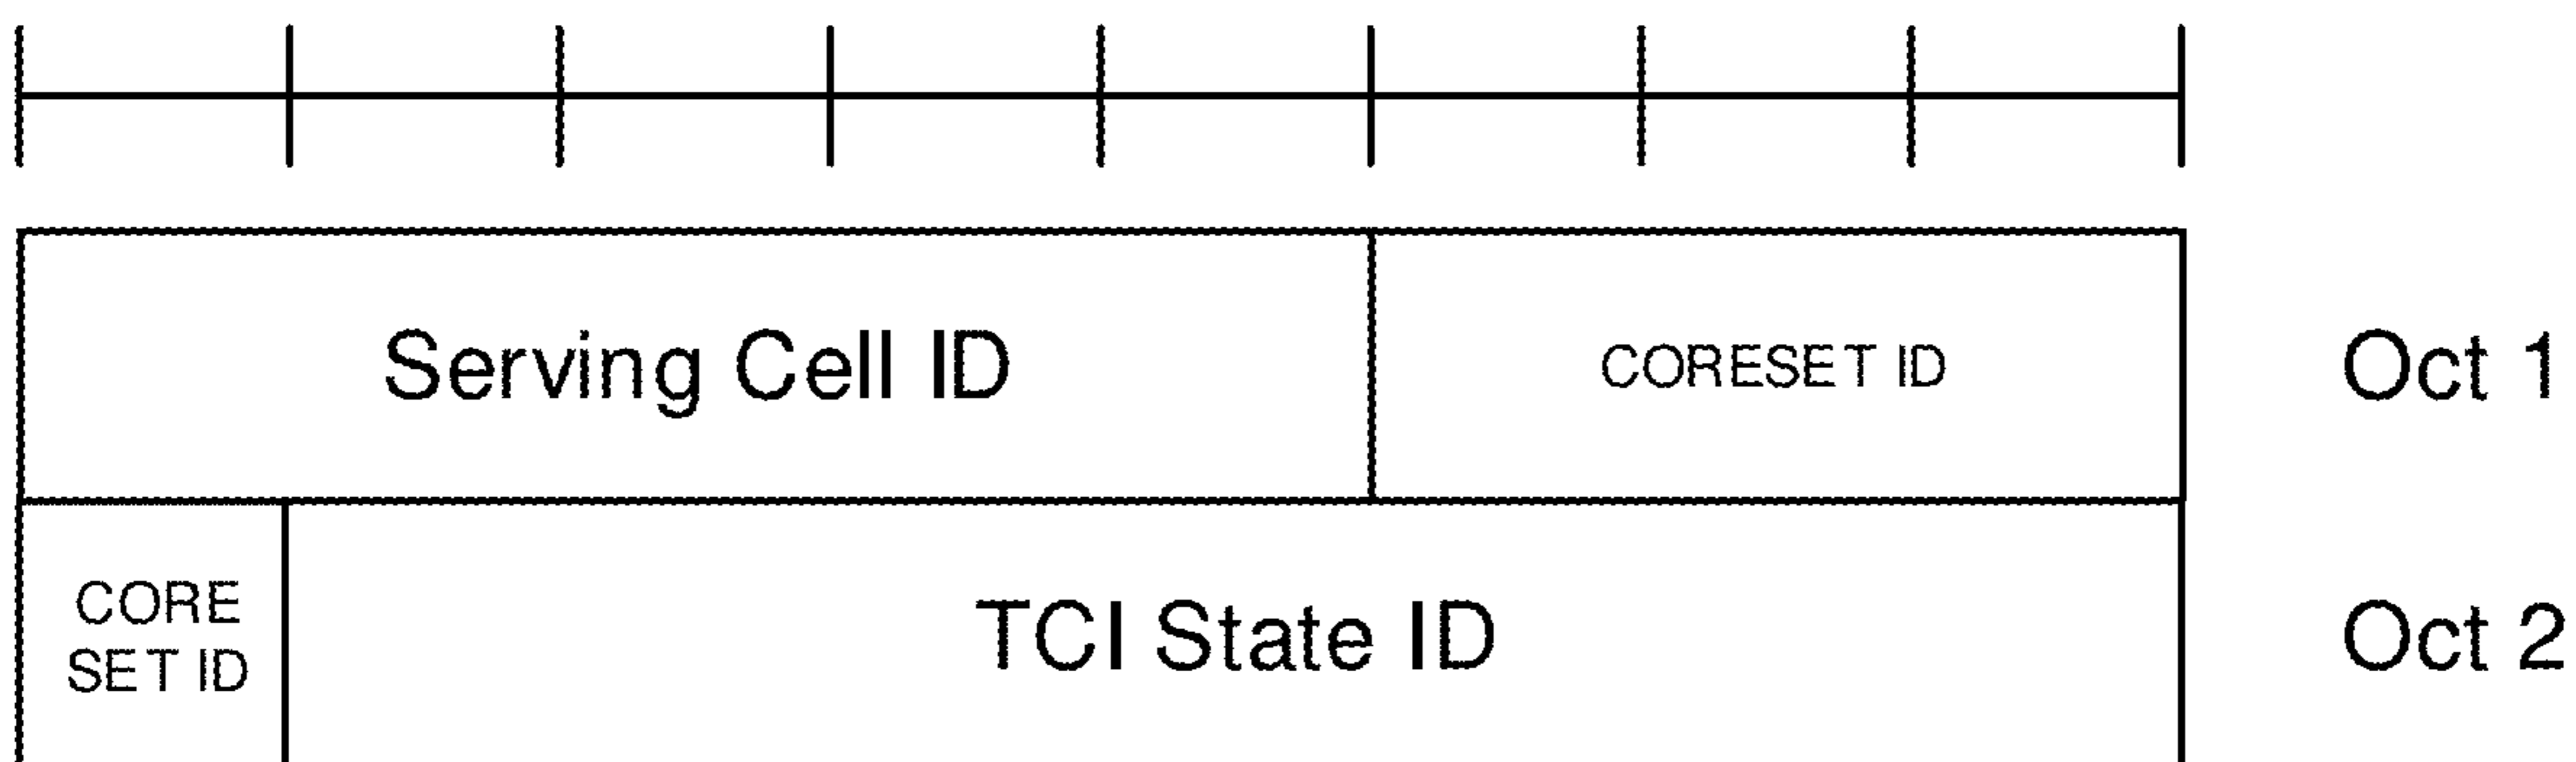 Serving Cell ID CORESET ID Oct 1
CORE
SET ID
TCI State ID Oct 2